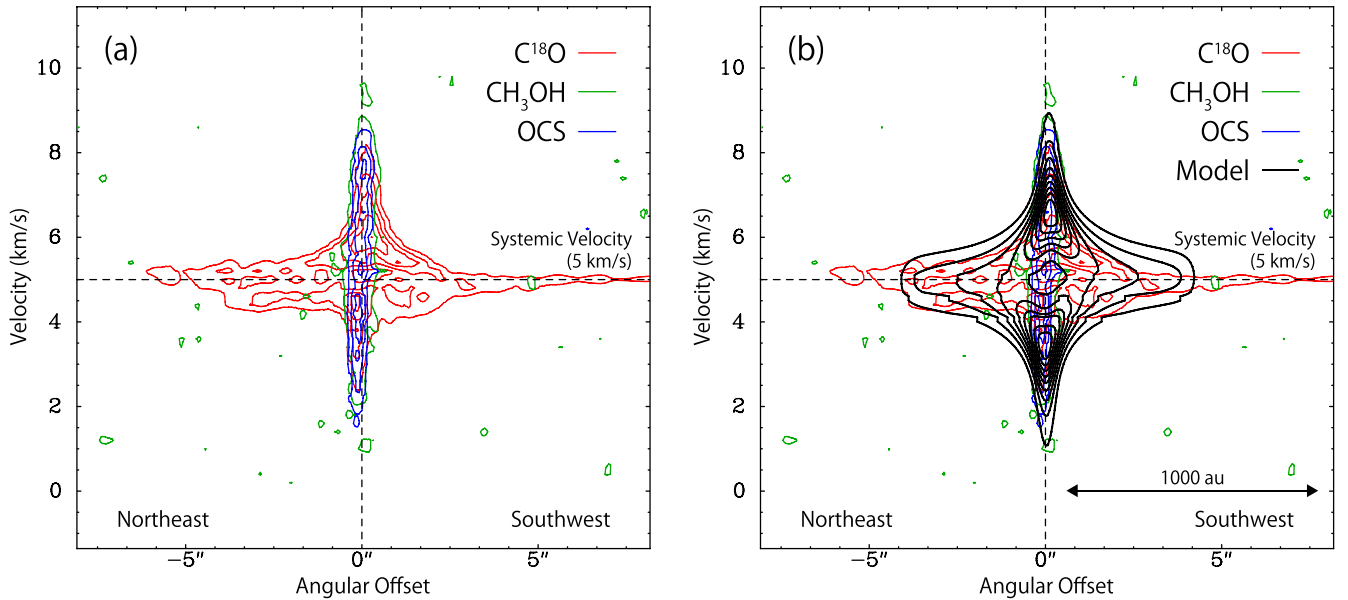 (a)
C¹⁸O
CH₃OH
OCS
Systemic Velocity
(5 km/s)
Northeast
Southwest
10
8
6
4
2
0
Velocity (km/s)
−5″
0″
5″
Angular Offset
(b)
C¹⁸O
CH₃OH
OCS
Model
Systemic Velocity
(5 km/s)
1000 au
Northeast
Southwest
10
8
6
4
2
0
Velocity (km/s)
−5″
0″
5″
Angular Offset